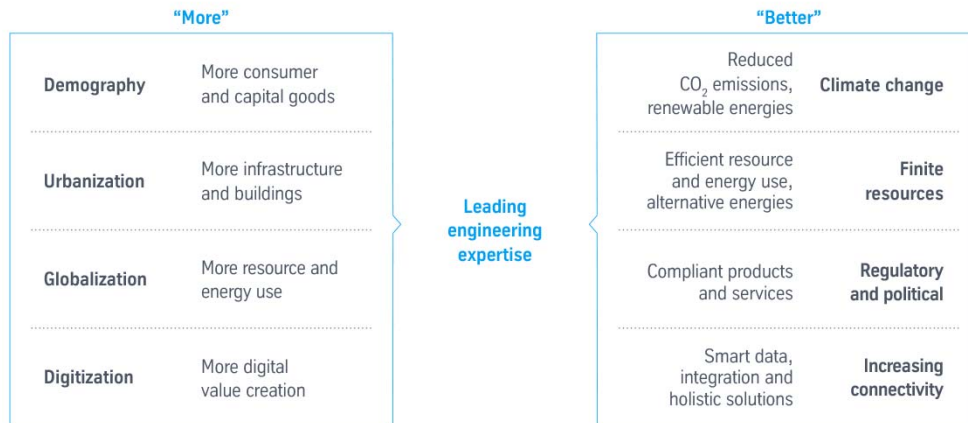 “More”
Demography
More consumer
and capital goods
Urbanization
More infrastructure
and buildings
Globalization
More resource and
energy use
Digitization
More digital
value creation
Leading
engineering
expertise
“Better”
Reduced
CO₂ emissions,
renewable energies
Climate change
Efficient resource
and energy use,
alternative energies
Finite
resources
Compliant products
and services
Regulatory
and political
Smart data,
integration and
holistic solutions
Increasing
connectivity